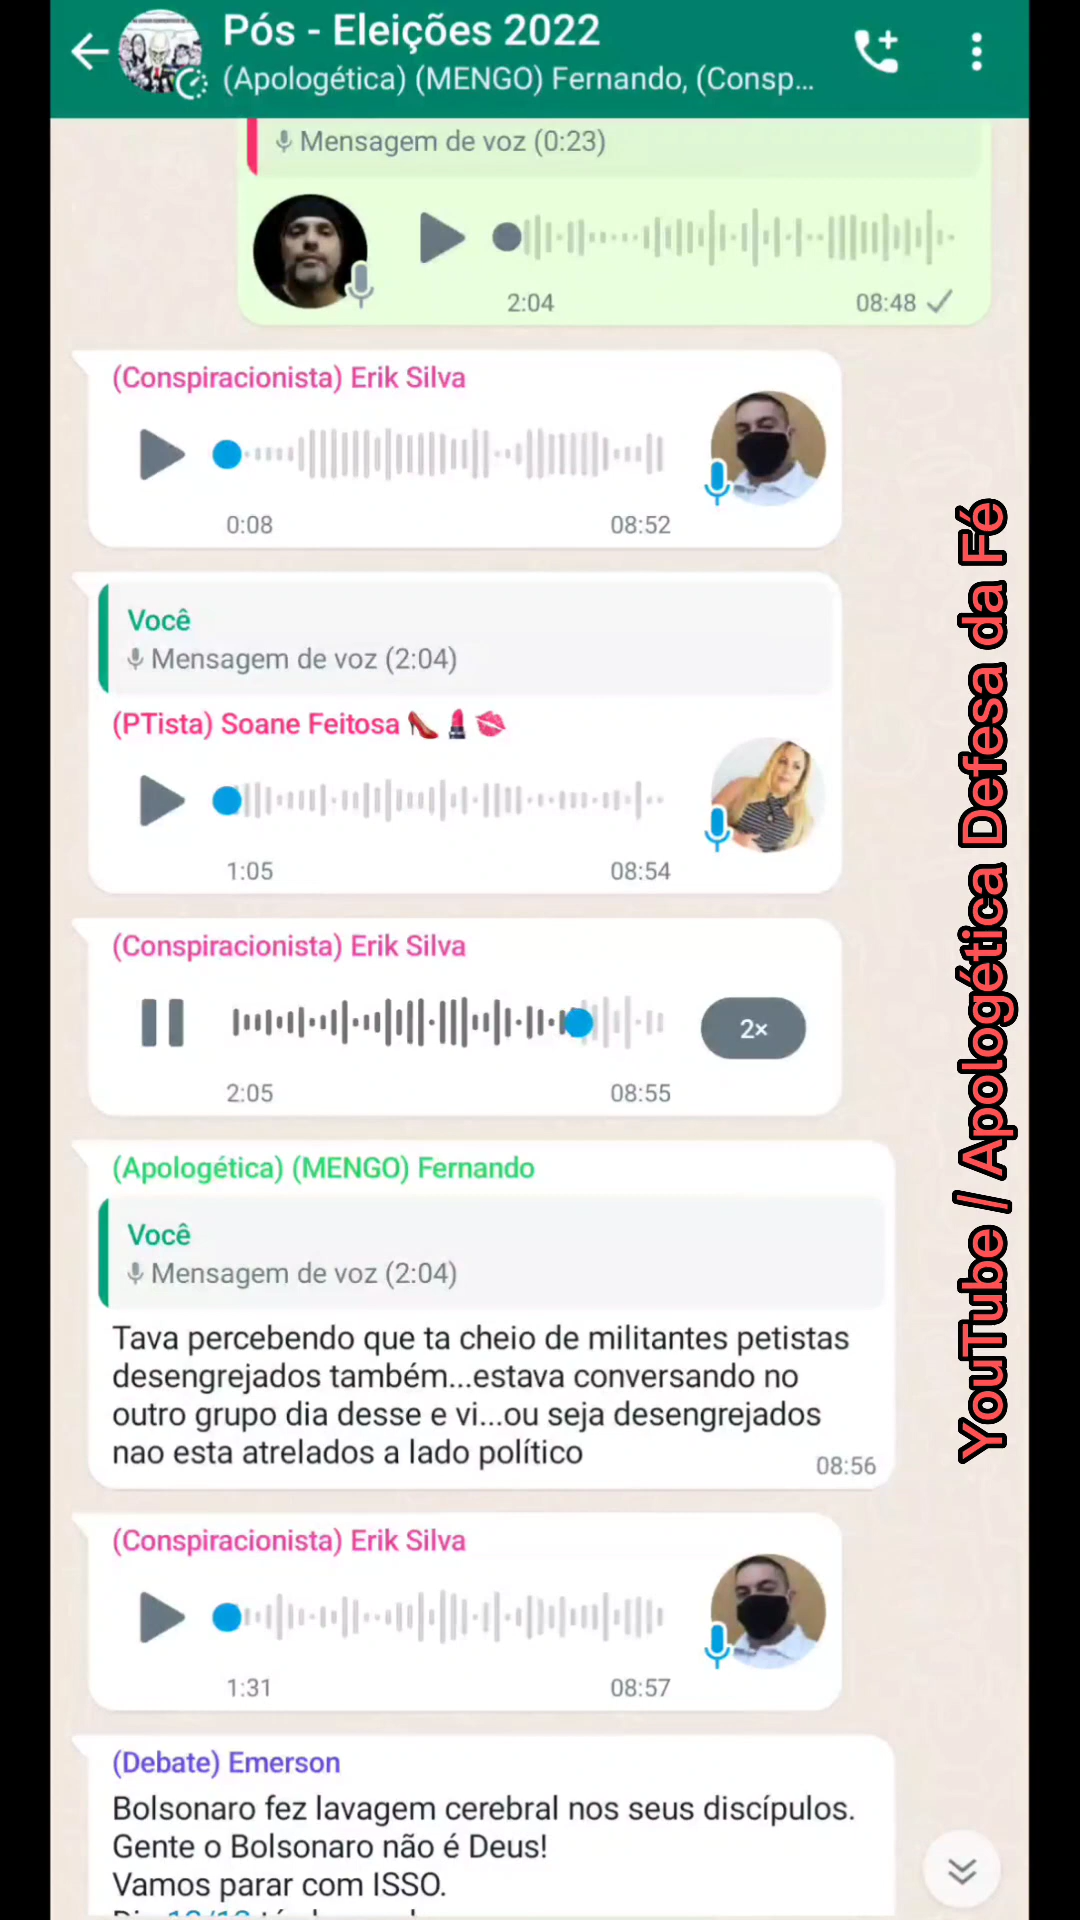 Pós - Eleições 2022
(Apologética) (MENGO) Fernando, (Consp...
Mensagem de voz (0:23)
2:04
08:48
(Conspiracionista) Erik Silva
0:08
08:52
Você
Mensagem de voz (2:04)
(PTista) Soane Feitosa 👠💄💋
1:05
08:54
(Conspiracionista) Erik Silva
2×
2:05
08:55
(Apologética) (MENGO) Fernando
Você
Mensagem de voz (2:04)
Tava percebendo que ta cheio de militantes petistas
desengrejados também...estava conversando no
outro grupo dia desse e vi...ou seja desengrejados
nao esta atrelados a lado político
08:56
(Conspiracionista) Erik Silva
1:31
08:57
(Debate) Emerson
Bolsonaro fez lavagem cerebral nos seus discípulos.
Gente o Bolsonaro não é Deus!
Vamos parar com ISSO.
YouTube / Apologética Defesa da Fé